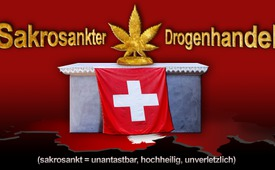 Sakrosankter Drogenhandel
(sakrosankt = unantastbar, hochheilig, unverletzlich)